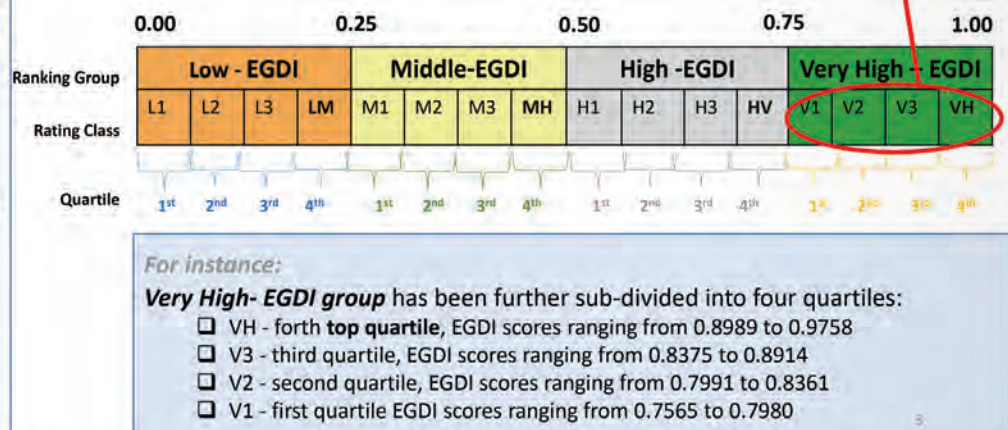 0.00 0.25 0.50 0.75 1.00
Ranking Group Low - EGDI Middle-EGDI High -EGDI Very High - EGDI
Rating Class L1 L2 L3 LM M1 M2 M3 MH H1 H2 H3 HV V1 V2 V3 VH
Quartile 1st 2nd 3rd 4th 1st 2nd 3rd 4th 1st 2nd 3rd 4th 1st 2nd 3rd 4th
For instance:
Very High- EGDI group has been further sub-divided into four quartiles:
❑ VH - forth top quartile, EGDI scores ranging from 0.8989 to 0.9758
❑ V3 - third quartile, EGDI scores ranging from 0.8375 to 0.8914
❑ V2 - second quartile, EGDI scores ranging from 0.7991 to 0.8361
❑ V1 - first quartile EGDI scores ranging from 0.7565 to 0.7980
3